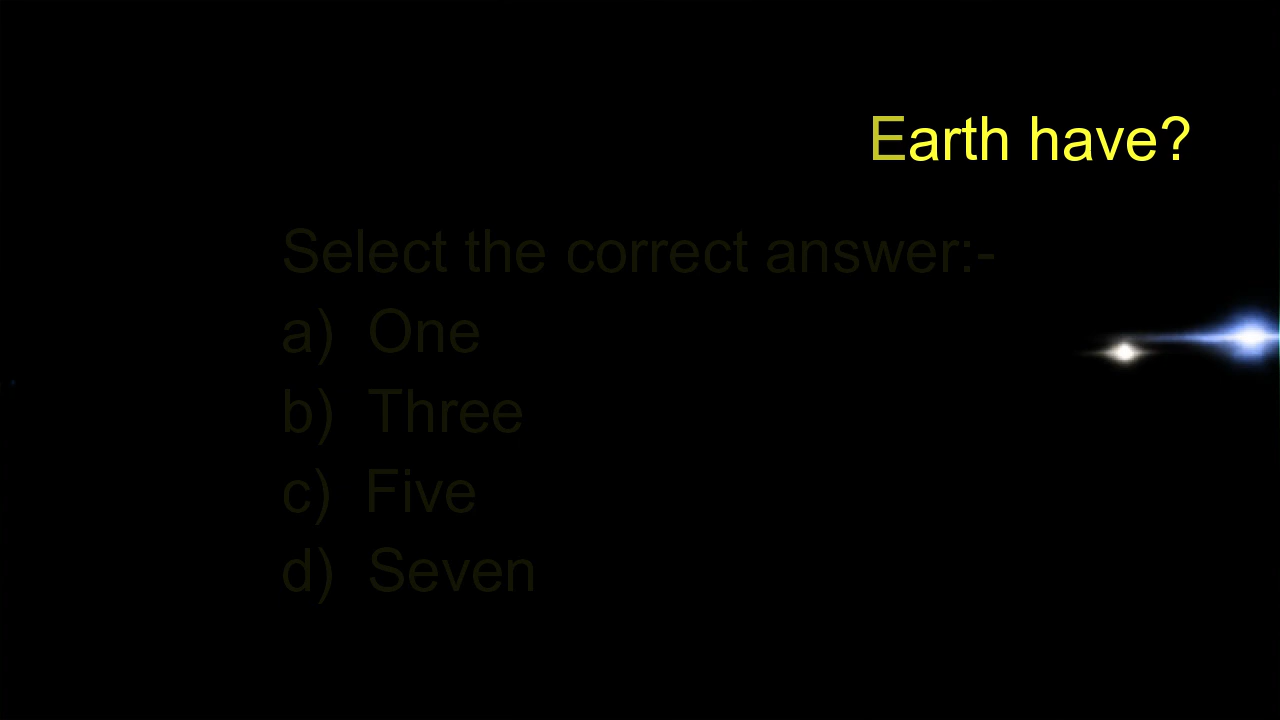 Earth have?
Select the correct answer:-
a) One
b) Three
c) Five
d) Seven